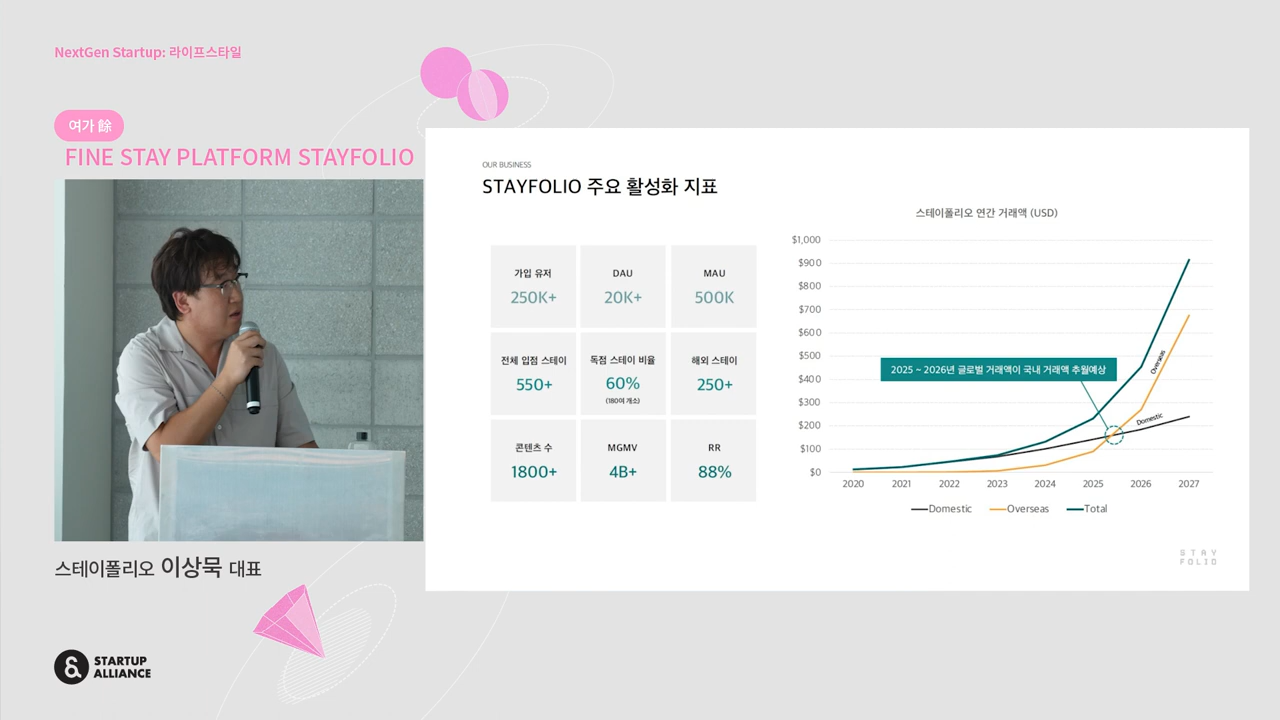 NextGen Startup: 라이프스타일
여가 餘
FINE STAY PLATFORM STAYFOLIO
OUR BUSINESS
STAYFOLIO 주요 활성화 지표
가입 유저
250K+
DAU
20K+
MAU
500K
전체 입점 스테이
550+
독점 스테이 비율
60%
(180여 개소)
해외 스테이
250+
콘텐츠 수
1800+
MGMV
4B+
RR
88%
스테이폴리오 연간 거래액 (USD)
$1,000
$900
$800
$700
$600
$500
$400
$300
$200
$100
$0
2025 ~ 2026년 글로벌 거래액이 국내 거래액 추월예상
Overseas
Domestic
2020 2021 2022 2023 2024 2025 2026 2027
Domestic Overseas Total
STAY
FOLIO
스테이폴리오 이상묵 대표
STARTUP
ALLIANCE